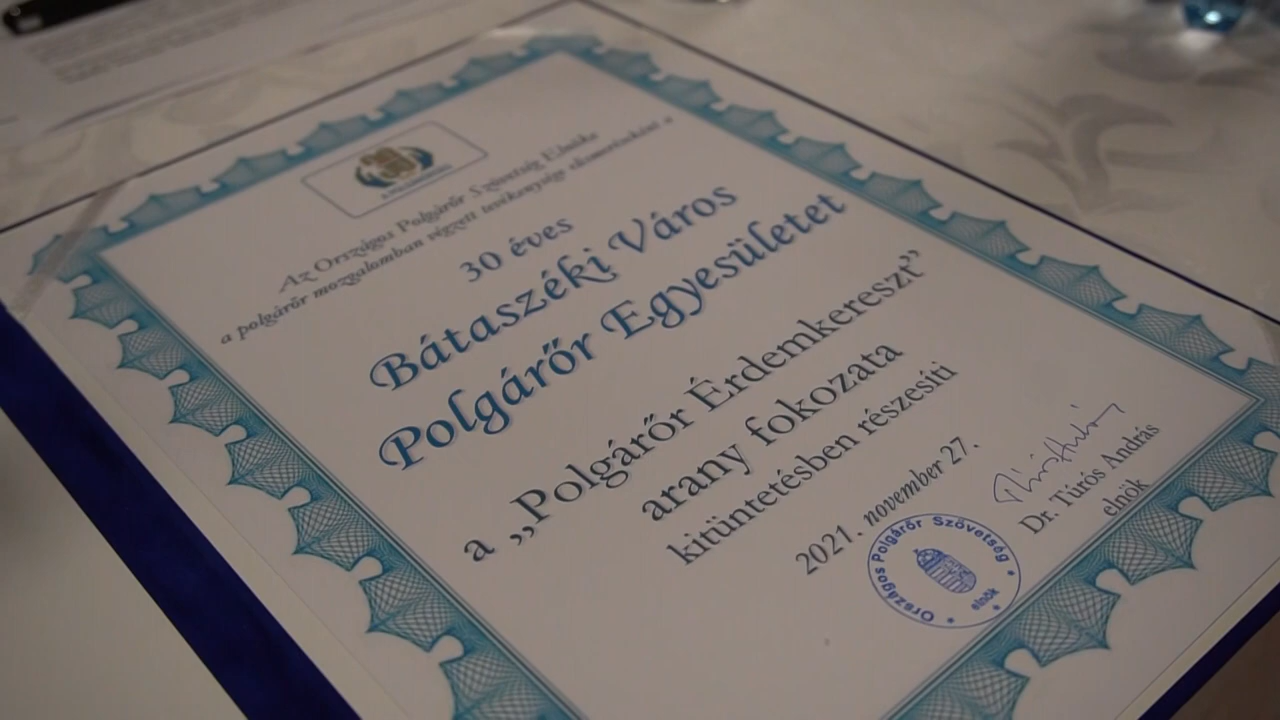 Az Országos Polgárőr Szövetség Elnöke
a polgárőr mozgalomban végzett tevékenysége elismeréseként a
30 éves
Bátaszéki Város
Polgárőr Egyesületet
a „Polgárőr Érdemkereszt”
arany fokozata
kitüntetésben részesíti
2021. november 27.
Dr. Túrós András
elnök
Országos Polgárőr Szövetség
elnök